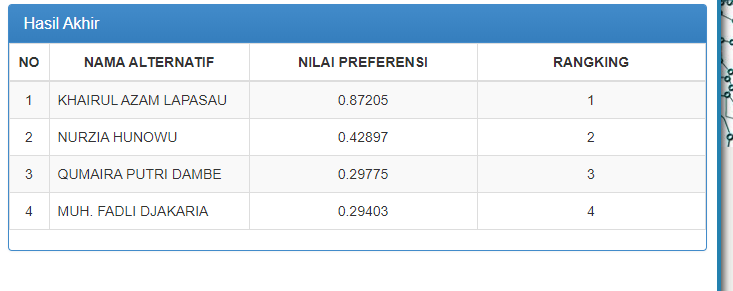 Hasil Akhir
NO NAMA ALTERNATIF NILAI PREFERENSI RANGKING
1 KHAIRUL AZAM LAPASAU 0.87205 1
2 NURZIA HUNOWU 0.42897 2
3 QUMAIRA PUTRI DAMBE 0.29775 3
4 MUH. FADLI DJAKARIA 0.29403 4